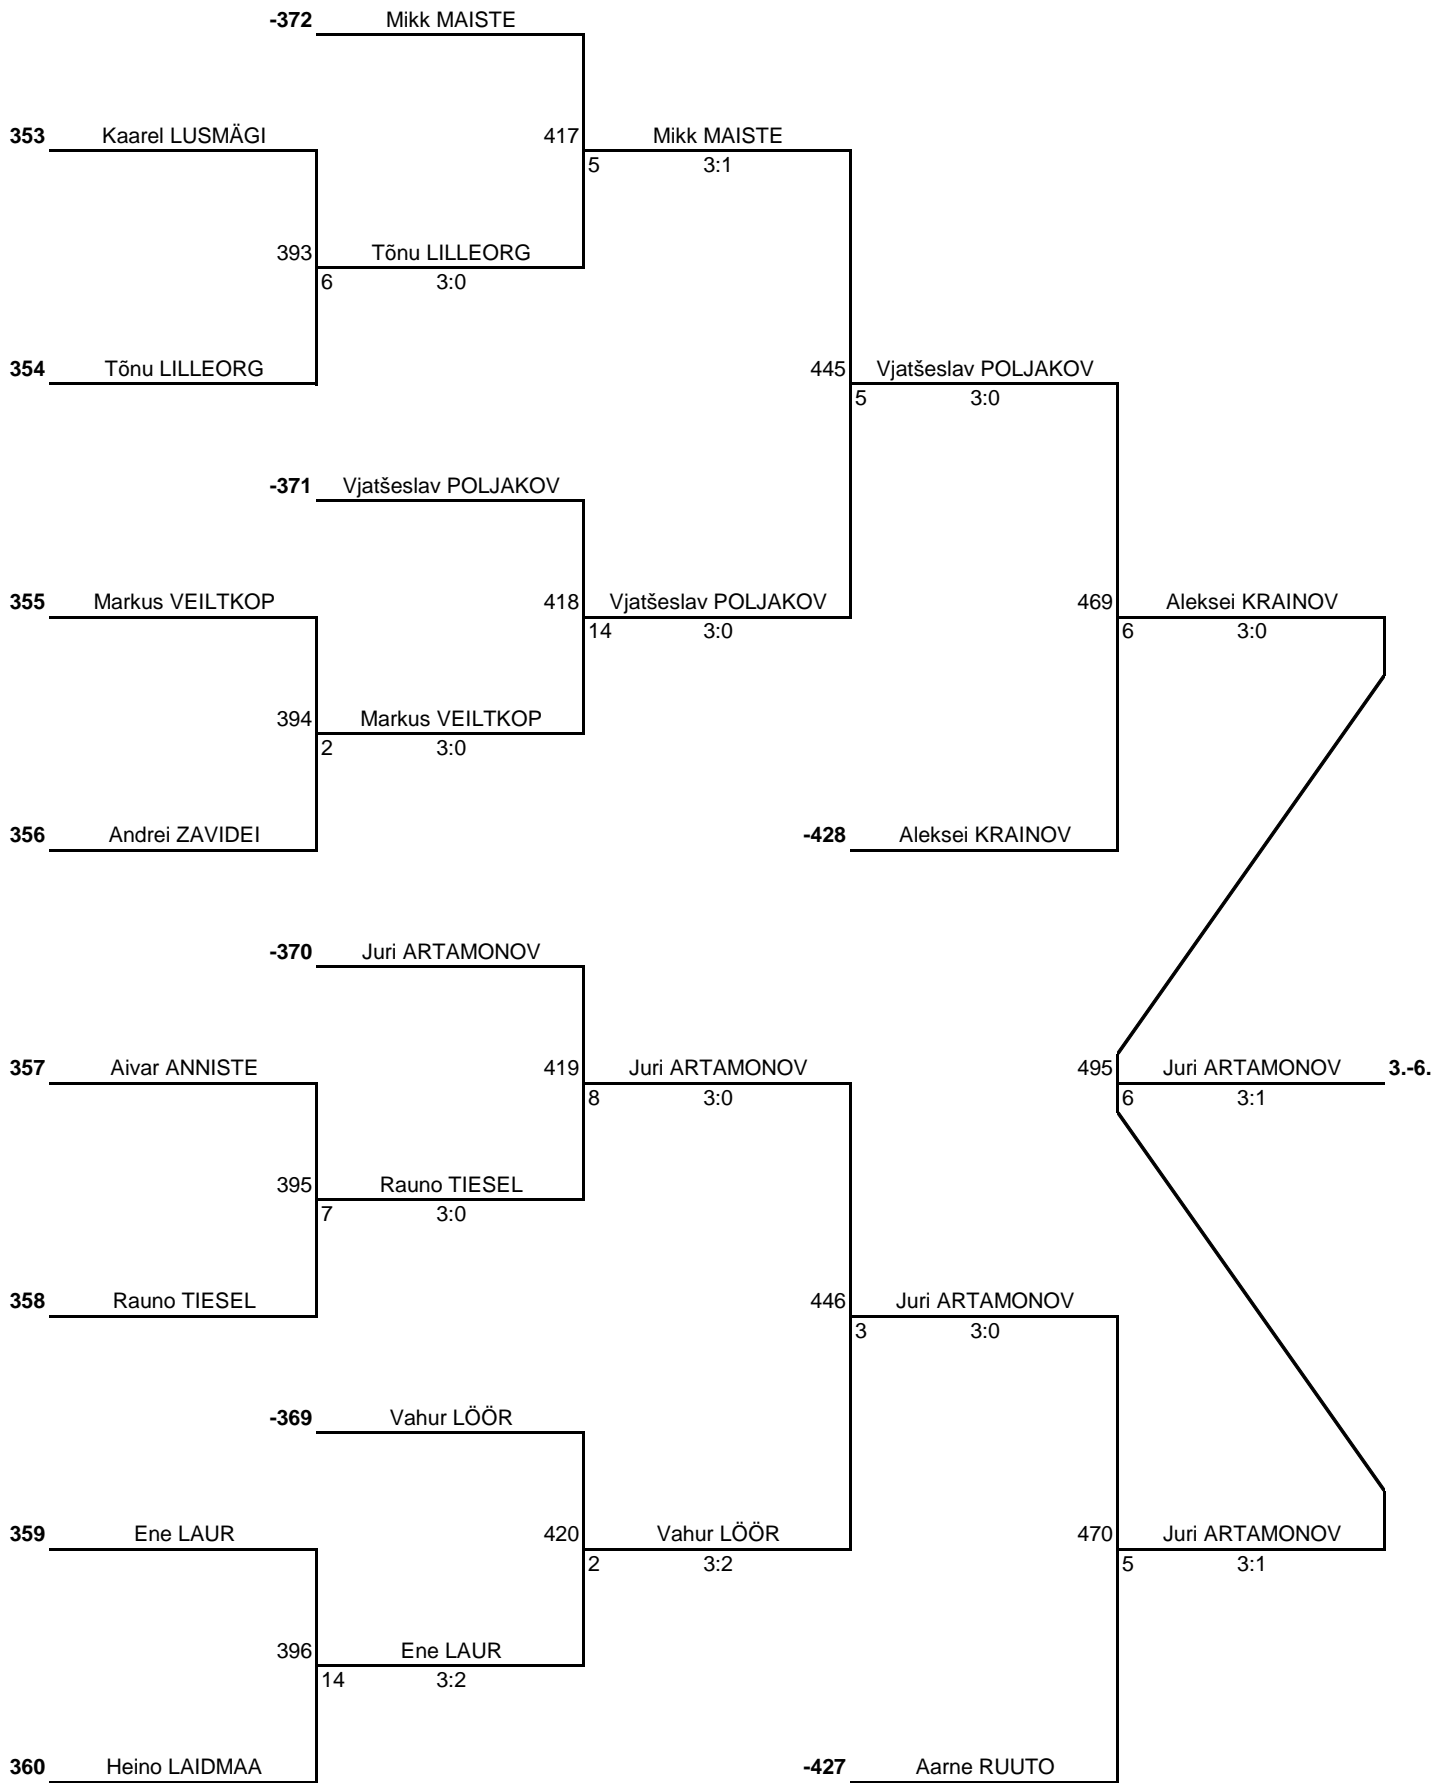 -372 Mikk MAISTE
353 Kaarel LUSMÄGI 417 Mikk MAISTE
5 3:1
393 Tõnu LILLEORG
6 3:0
354 Tõnu LILLEORG 445 Vjatšeslav POLJAKOV
5 3:0
-371 Vjatšeslav POLJAKOV
355 Markus VEILTKOP 418 Vjatšeslav POLJAKOV 469 Aleksei KRAINOV
14 3:0 6 3:0
394 Markus VEILTKOP
2 3:0
356 Andrei ZAVIDEI -428 Aleksei KRAINOV
-370 Juri ARTAMONOV
357 Aivar ANNISTE 419 Juri ARTAMONOV 495 Juri ARTAMONOV 3.-6.
8 3:0 6 3:1
395 Rauno TIESEL
7 3:0
358 Rauno TIESEL 446 Juri ARTAMONOV
3 3:0
-369 Vahur LÖÖR
359 Ene LAUR 420 Vahur LÖÖR 470 Juri ARTAMONOV
2 3:2 5 3:1
396 Ene LAUR
14 3:2
360 Heino LAIDMAA -427 Aarne RUUTO